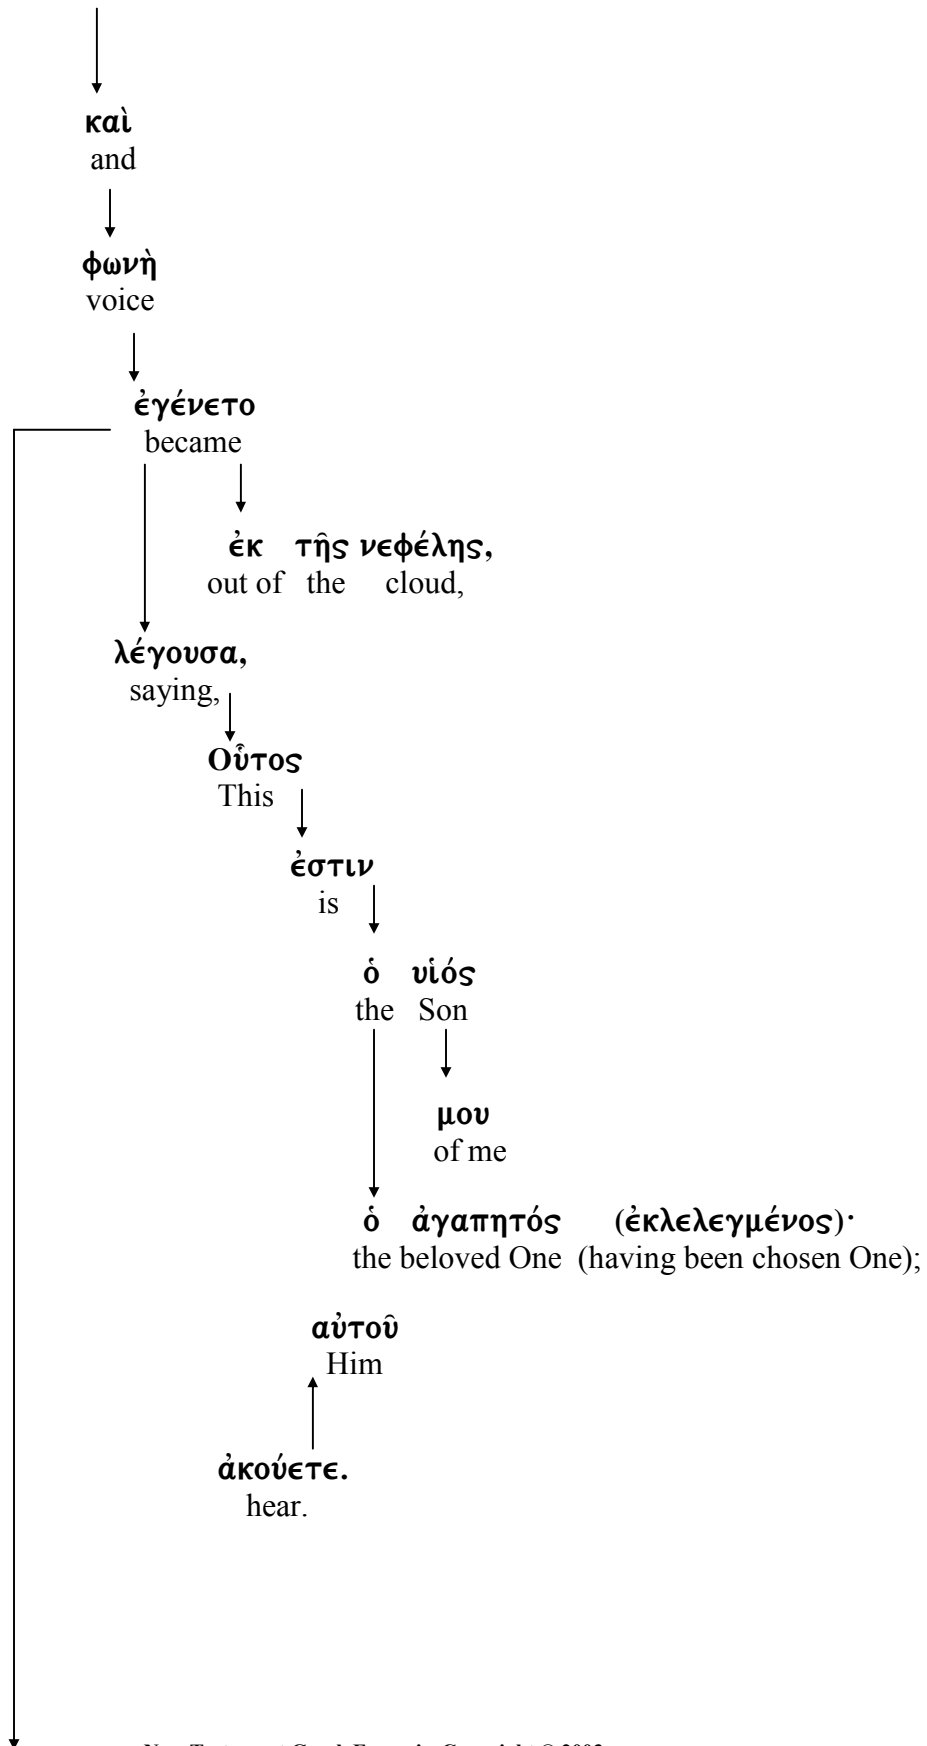 καὶ
and
φωνὴ
voice
ἐγένετο
became
ἐκ τῆς νεφέλης,
out of the cloud,
λέγουσα,
saying,
Οὗτος
This
ἐστιν
is
ὁ υἱός
the Son
μου
of me
ὁ ἀγαπητός (ἐκλελεγμένος)·
the beloved One (having been chosen One);
αὐτοῦ
Him
ἀκούετε.
hear.